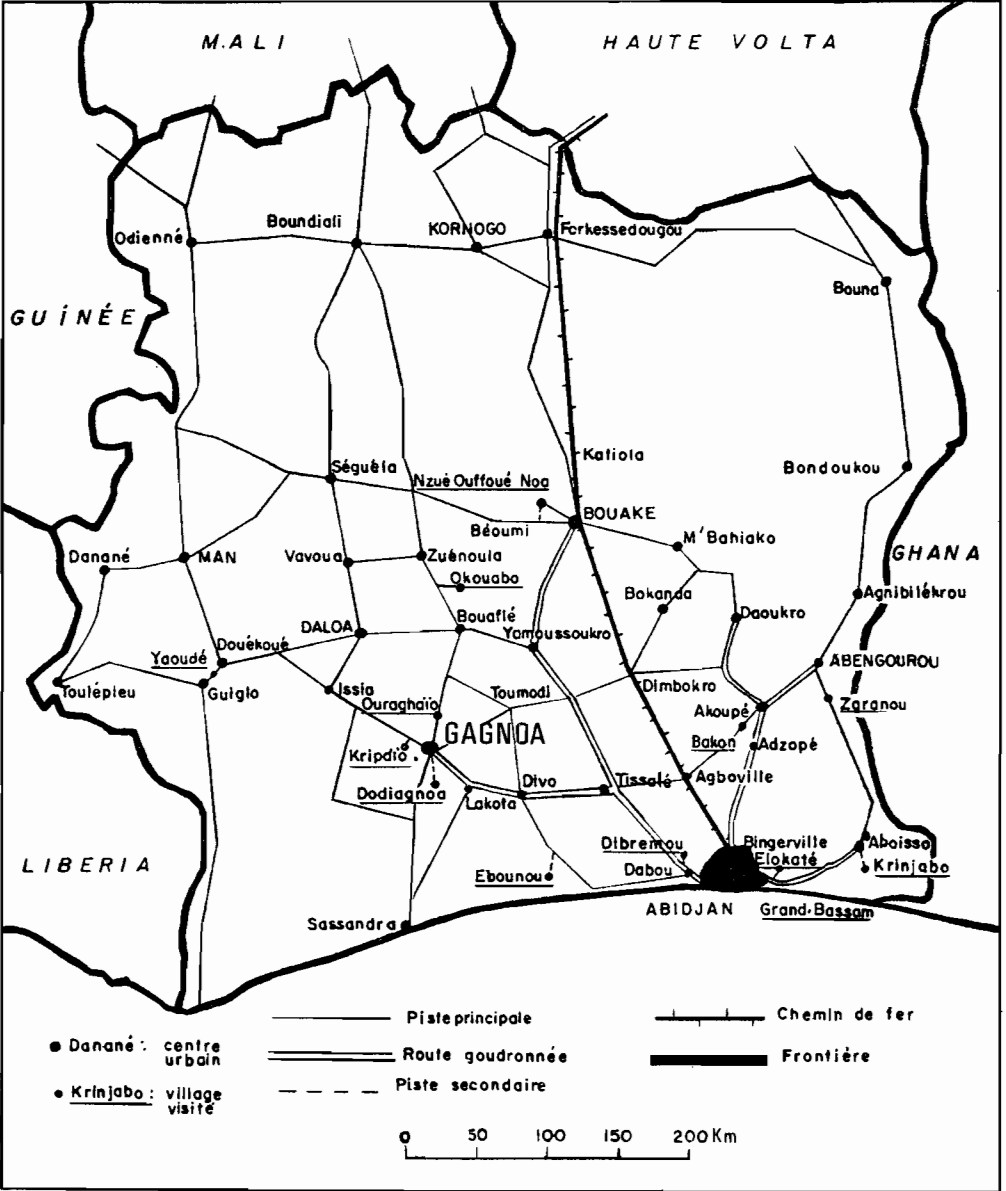 MALI
HAUTE VOLTA
Odienné
Boundiali
KORHOGO
Ferkessedougou
Bouna
GUINÉE
Katiola
Séguéla
Nzué Ouffoué Noa
Bondoukou
Béoumi
BOUAKE
M'Bahiako
GHANA
Danané
MAN
Vavoua
Zuénoula
Okouabo
Bokanda
Daoukro
Agnibilékrou
DALOA
Bouaflé
Yamoussoukro
Douékoué
Yaoudé
ABENGOUROU
Toulépleu
Guiglo
Issia
Ouraghaïo
Toumodi
Dimbokro
Zaranou
Akoupé
GAGNOA
Bakon
Adzopé
Kripdio
Dodiagnoa
Lakota
Divo
Tissalé
Agboville
LIBERIA
Dibremou
Bingerville
Elokaté
Aboisso
Krinjabo
Ebounou
Dabou
ABIDJAN
Grand-Bassam
Sassandra
Piste principale
Chemin de fer
Danané : centre
urbain
Route goudronnée
Frontière
Krinjabo : village
visité
Piste secondaire
0 50 100 150 200 Km